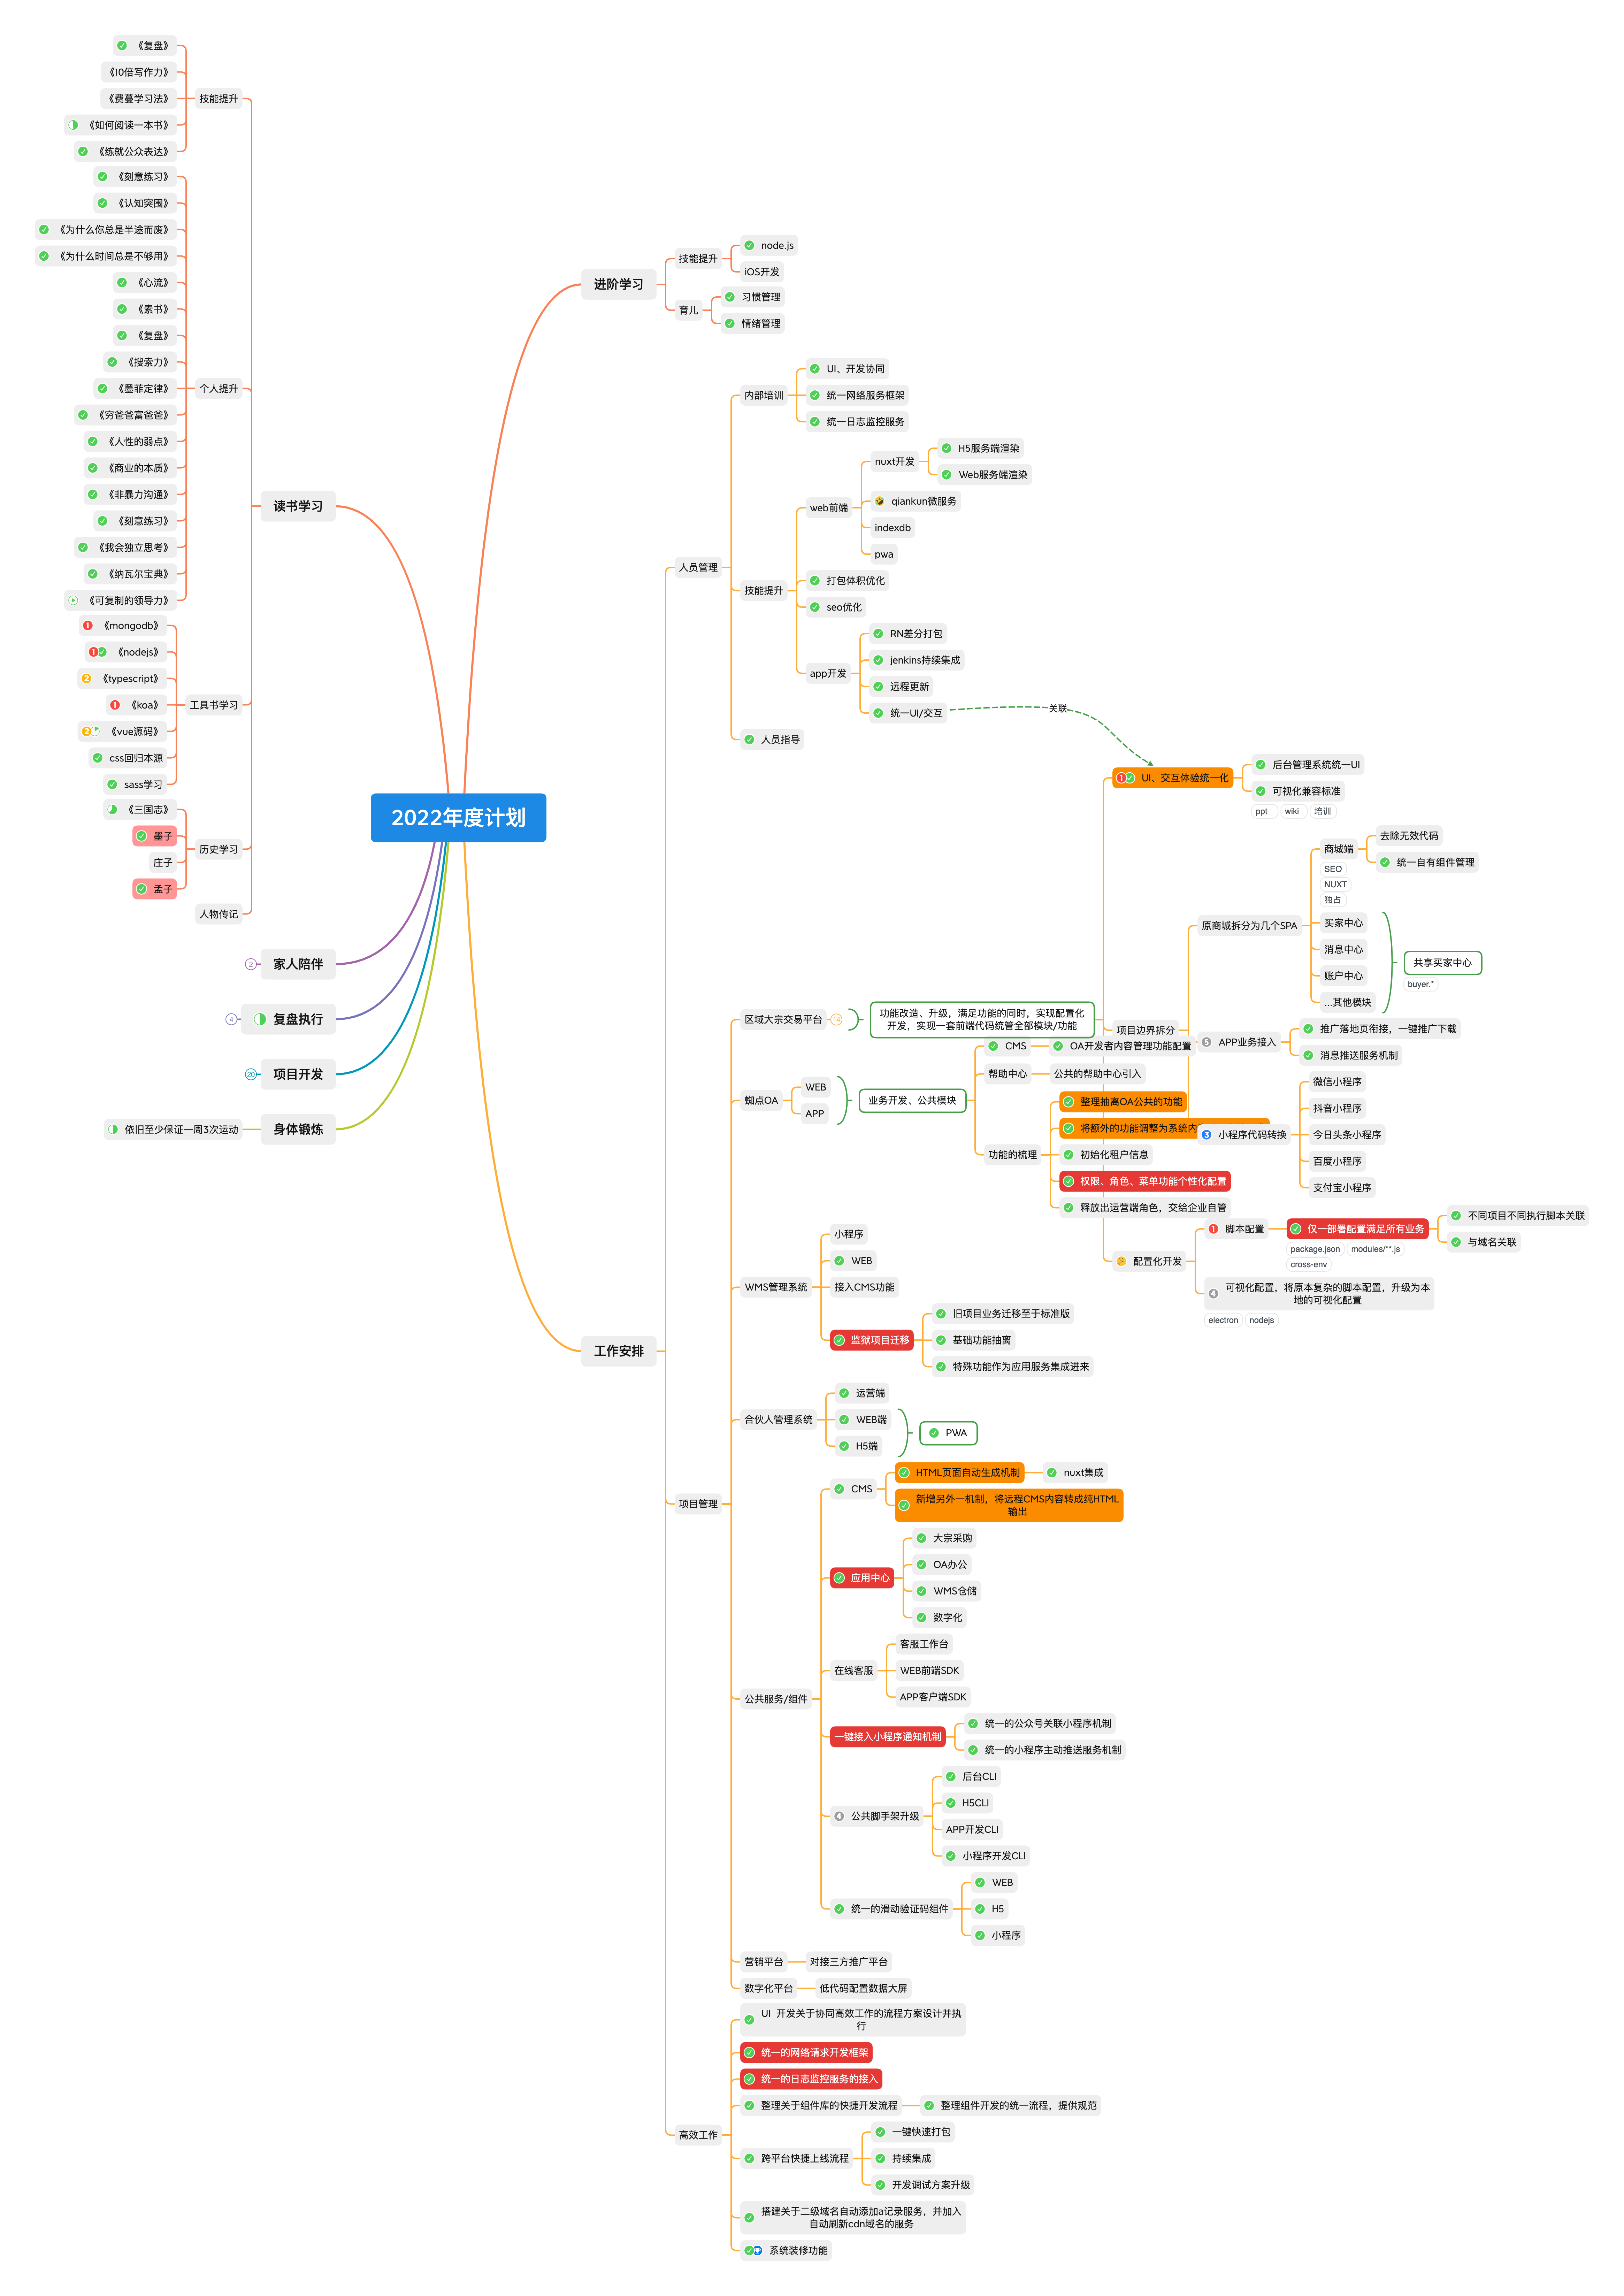 2022年度计划
读书学习
技能提升
《复盘》
《10倍写作力》
《费蔓学习法》
《如何阅读一本书》
《练就公众表达》
个人提升
《刻意练习》
《认知突围》
《为什么你总是半途而废》
《为什么时间总是不够用》
《心流》
《素书》
《复盘》
《搜索力》
《墨菲定律》
《穷爸爸富爸爸》
《人性的弱点》
《商业的本质》
《非暴力沟通》
《刻意练习》
《我会独立思考》
《纳瓦尔宝典》
《可复制的领导力》
工具书学习
1 《mongodb》
1 《nodejs》
2 《typescript》
1 《koa》
2 《vue源码》
css回归本源
sass学习
历史学习
《三国志》
墨子
庄子
孟子
人物传记
家人陪伴
2
复盘执行
4
项目开发
20
身体锻炼
依旧至少保证一周3次运动
进阶学习
技能提升
node.js
iOS开发
育儿
习惯管理
情绪管理
工作安排
人员管理
内部培训
UI、开发协同
统一网络服务框架
统一日志监控服务
技能提升
web前端
nuxt开发
H5服务端渲染
Web服务端渲染
qiankun微服务
indexdb
pwa
打包体积优化
seo优化
app开发
RN差分打包
jenkins持续集成
远程更新
统一UI/交互
关联
人员指导
项目管理
区域大宗交易平台
14
功能改造、升级，满足功能的同时，实现配置化
开发，实现一套前端代码统管全部模块/功能
1 UI、交互体验统一化
后台管理系统统一UI
可视化兼容标准
ppt wiki 培训
项目边界拆分
原商城拆分为几个SPA
商城端
SEO
NUXT
独占
去除无效代码
统一自有组件管理
买家中心
消息中心
账户中心
...其他模块
共享买家中心
buyer.*
5 APP业务接入
推广落地页衔接，一键推广下载
消息推送服务机制
3 小程序代码转换
微信小程序
抖音小程序
今日头条小程序
百度小程序
支付宝小程序
配置化开发
1 脚本配置
仅一部署配置满足所有业务
package.json modules/**.js
cross-env
不同项目不同执行脚本关联
与域名关联
4 可视化配置，将原本复杂的脚本配置，升级为本
地的可视化配置
electron nodejs
蜘点OA
WEB
APP
业务开发、公共模块
CMS
OA开发者内容管理功能配置
帮助中心
公共的帮助中心引入
功能的梳理
整理抽离OA公共的功能
将额外的功能调整为系统内
初始化租户信息
权限、角色、菜单功能个性化配置
释放出运营端角色，交给企业自管
WMS管理系统
小程序
WEB
接入CMS功能
监狱项目迁移
旧项目业务迁移至于标准版
基础功能抽离
特殊功能作为应用服务集成进来
合伙人管理系统
运营端
WEB端
H5端
PWA
公共服务/组件
CMS
HTML页面自动生成机制
nuxt集成
新增另外一机制，将远程CMS内容转成纯HTML
输出
应用中心
大宗采购
OA办公
WMS仓储
数字化
在线客服
客服工作台
WEB前端SDK
APP客户端SDK
一键接入小程序通知机制
统一的公众号关联小程序机制
统一的小程序主动推送服务机制
4 公共脚手架升级
后台CLI
H5CLI
APP开发CLI
小程序开发CLI
统一的滑动验证码组件
WEB
H5
小程序
营销平台
对接三方推广平台
数字化平台
低代码配置数据大屏
高效工作
UI 开发关于协同高效工作的流程方案设计并执
行
统一的网络请求开发框架
统一的日志监控服务的接入
整理关于组件库的快捷开发流程
整理组件开发的统一流程，提供规范
跨平台快捷上线流程
一键快速打包
持续集成
开发调试方案升级
搭建关于二级域名自动添加a记录服务，并加入
自动刷新cdn域名的服务
系统装修功能